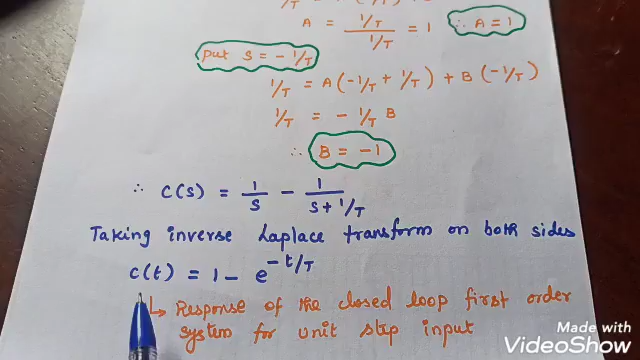 A = 1/T / 1/T = 1 ∴ A = 1
Put S = -1/T
1/T = A(-1/T + 1/T) + B(-1/T)
1/T = -1/T B
∴ B = -1
∴ C(S) = 1/S - 1/(S+1/T)
Taking inverse Laplace transform on both sides
c(t) = 1 - e^-t/T
↳ Response of the closed loop first order
system for unit step input
Made with
VideoShow